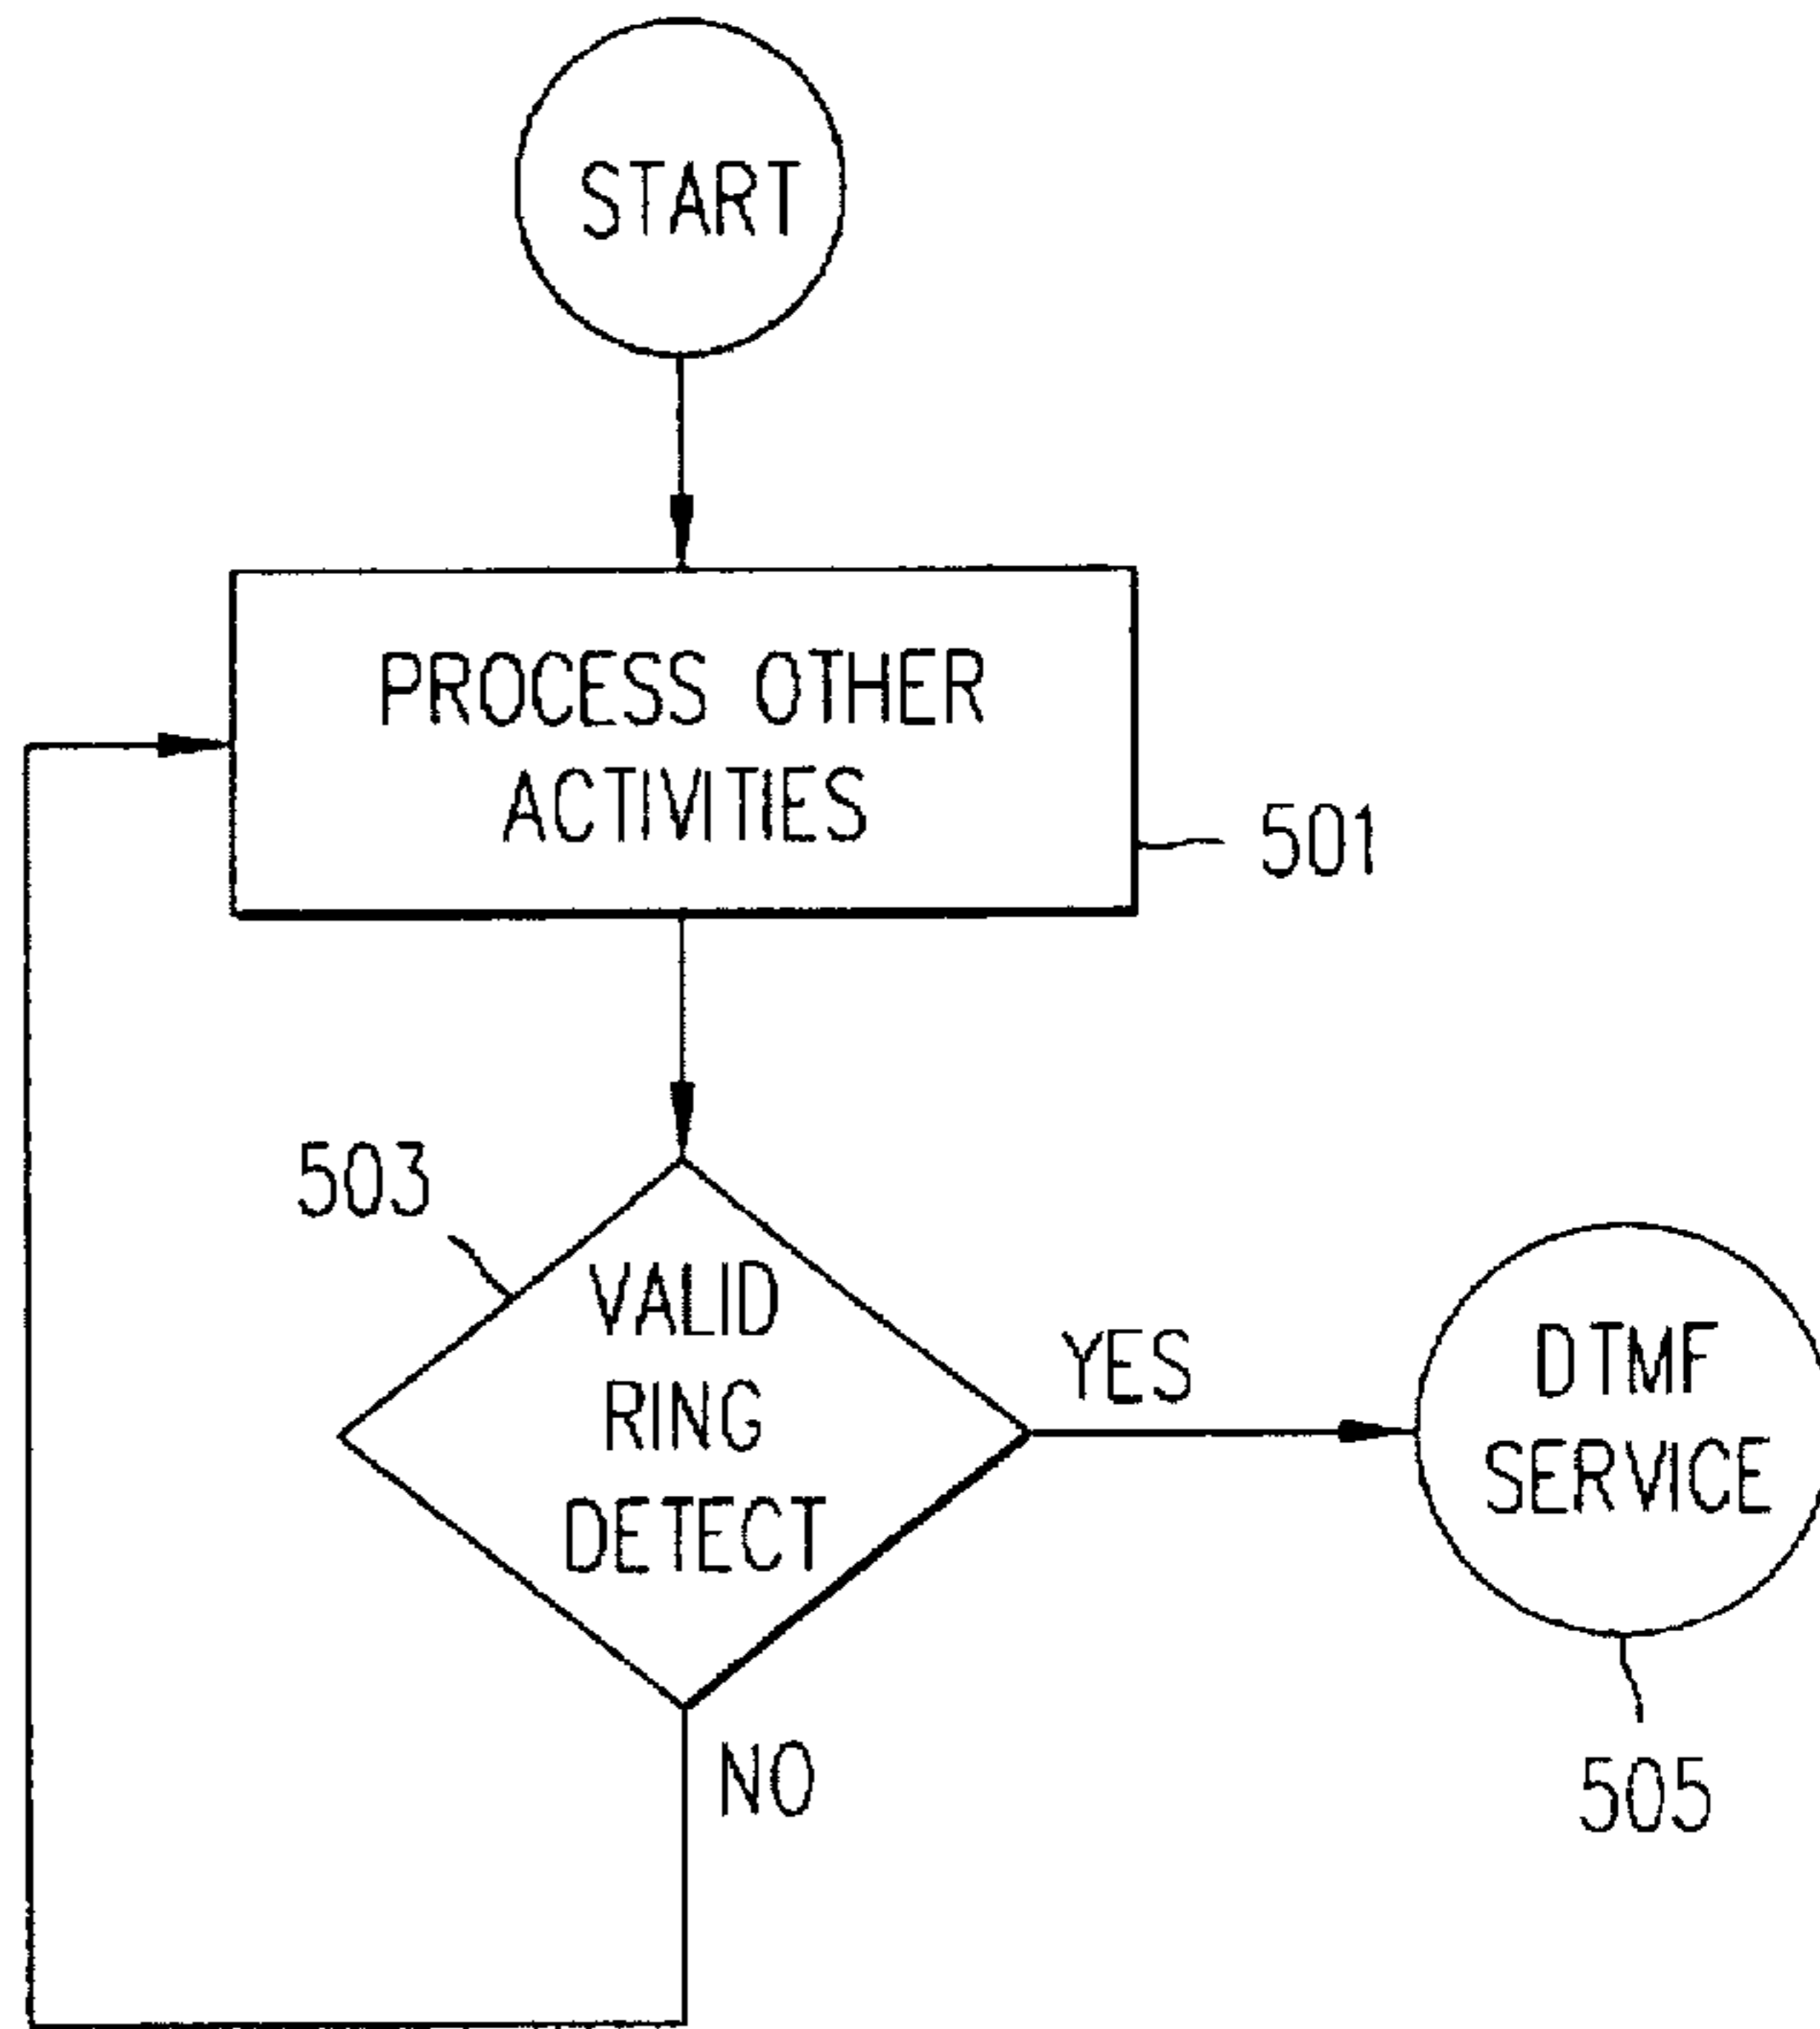 START
PROCESS OTHER
ACTIVITIES
501
503
VALID
RING
DETECT
YES
DTMF
SERVICE
505
NO